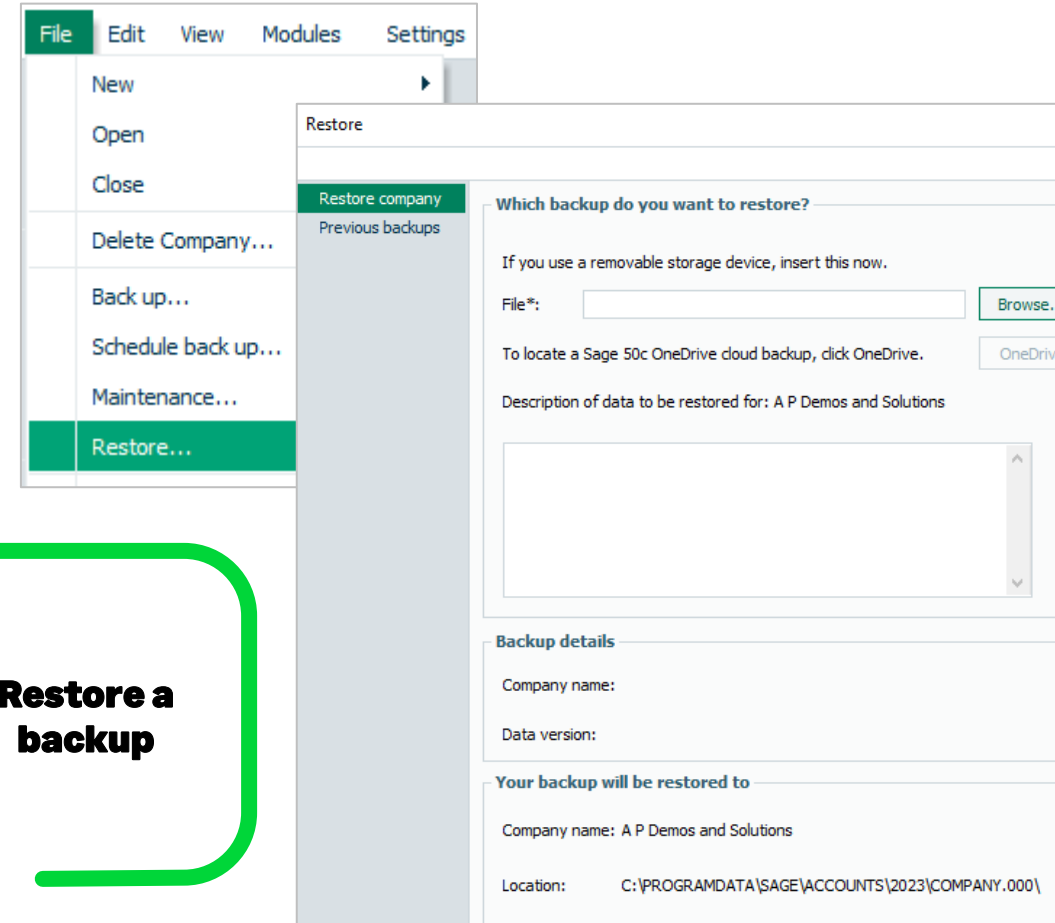 File Edit View Modules Settings
New
Open
Close
Delete Company...
Back up...
Schedule back up...
Maintenance...
Restore...
Restore
Restore company
Previous backups
Which backup do you want to restore?
If you use a removable storage device, insert this now.
File*: Browse..
To locate a Sage 50c OneDrive cloud backup, click OneDrive. OneDriv
Description of data to be restored for: A P Demos and Solutions
Backup details
Company name:
Data version:
Your backup will be restored to
Company name: A P Demos and Solutions
Location: C:\PROGRAMDATA\SAGE\ACCOUNTS\2023\COMPANY.000\
Restore a
backup